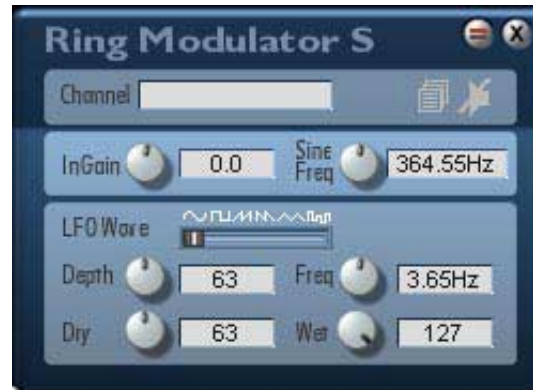 Ring Modulator S
Channel
InGain 0.0 Sine Freq 364.55Hz
LFO Wave
Depth 63 Freq 3.65Hz
Dry 63 Wet 127